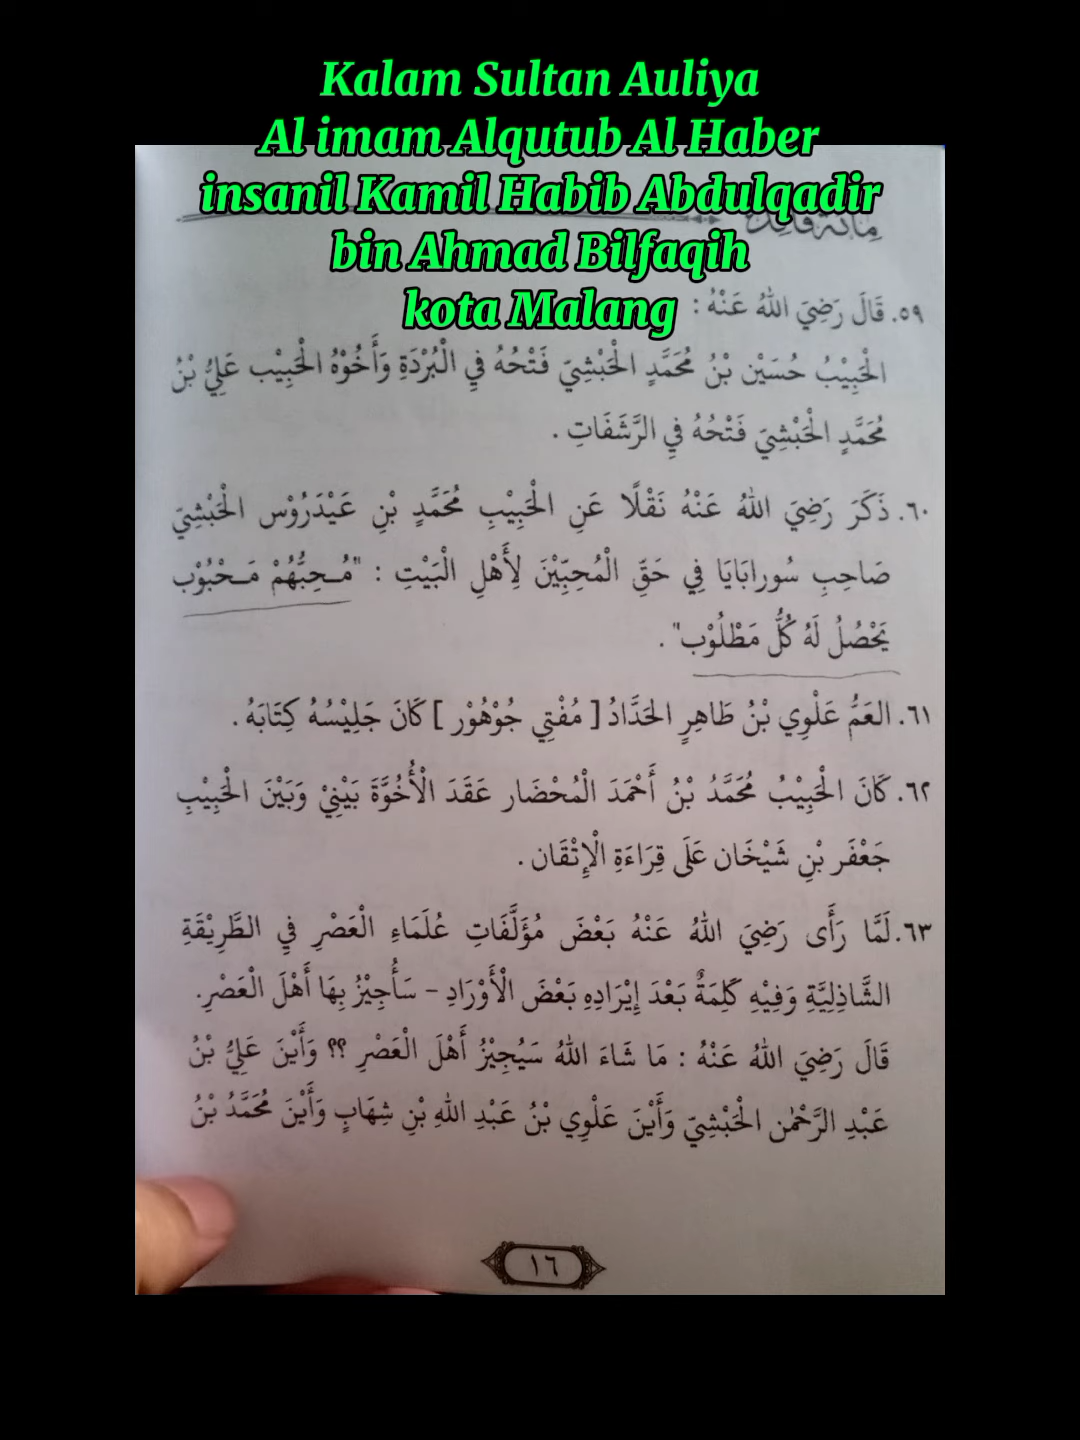 Kalam Sultan Auliya
Al imam Alqutub Al Haber
insanil Kamil Habib Abdulqadir
bin Ahmad Bilfaqih
kota Malang
٥٩. قَالَ رَضِيَ اللهُ عَنْهُ :
الْحَبِيْبُ حُسَيْن بْنُ مُحَمَّدٍ الْحَبْشِيّ فَتْحُهُ فِي الْبُرْدَةِ وَأَخُوْهُ الْحَبِيْب عَلِيُّ بْنُ
مُحَمَّدٍ الْحَبْشِيّ فَتْحُهُ فِي الرَّشَفَاتِ .
٦٠. ذَكَرَ رَضِيَ اللهُ عَنْهُ نَقْلًا عَنِ الْحَبِيْبِ مُحَمَّدٍ بْنِ عَيْدَرُوْس الْحَبْشِيّ
صَاحِبِ سُورابَايَا فِي حَقِّ الْمُحِبِّيْنَ لِأَهْلِ الْبَيْتِ : "مُـحِبُّهُمْ مَـحْبُوْب
يَحْصُلُ لَهُ كُلُّ مَطْلُوْب" .
٦١. العَمُّ عَلْوِي بْنُ طَاهِرٍ الحَدَّادُ [ مُفْتِي جُوْهُوْر ] كَانَ جَلِيْسُهُ كِتَابَهُ .
٦٢. كَانَ الْحَبِيْبُ مُحَمَّدُ بْنُ أَحْمَدَ الْمُحْضَار عَقَدَ الْأُخُوَّةَ بَيْنِيْ وَبَيْنَ الْحَبِيْبِ
جَعْفَر بْنِ شَيْخَان عَلَى قِرَاءَةِ الْإِتْقَان .
٦٣. لَمَّا رَأَى رَضِيَ اللهُ عَنْهُ بَعْضَ مُؤَلَّفَاتِ عُلَمَاءِ الْعَصْرِ فِي الطَّرِيْقَةِ
الشَّاذِلِيَّةِ وَفِيْهِ كَلِمَةٌ بَعْدَ إِيْرَادِهِ بَعْضَ الْأَوْرَادِ – سَأُجِيْزُ بِهَا أَهْلَ الْعَصْرِ.
قَالَ رَضِيَ اللهُ عَنْهُ : مَا شَاءَ اللهُ سَيُجِيْزُ أَهْلَ الْعَصْرِ ؟؟ وَأَيْنَ عَلِيُّ بْنُ
عَبْدِ الرَّحْمٰن الْحَبْشِيّ وَأَيْنَ عَلْوِي بْنُ عَبْدِ اللهِ بْنِ شِهَابٍ وَأَيْنَ مُحَمَّدُ بْنُ
١٦